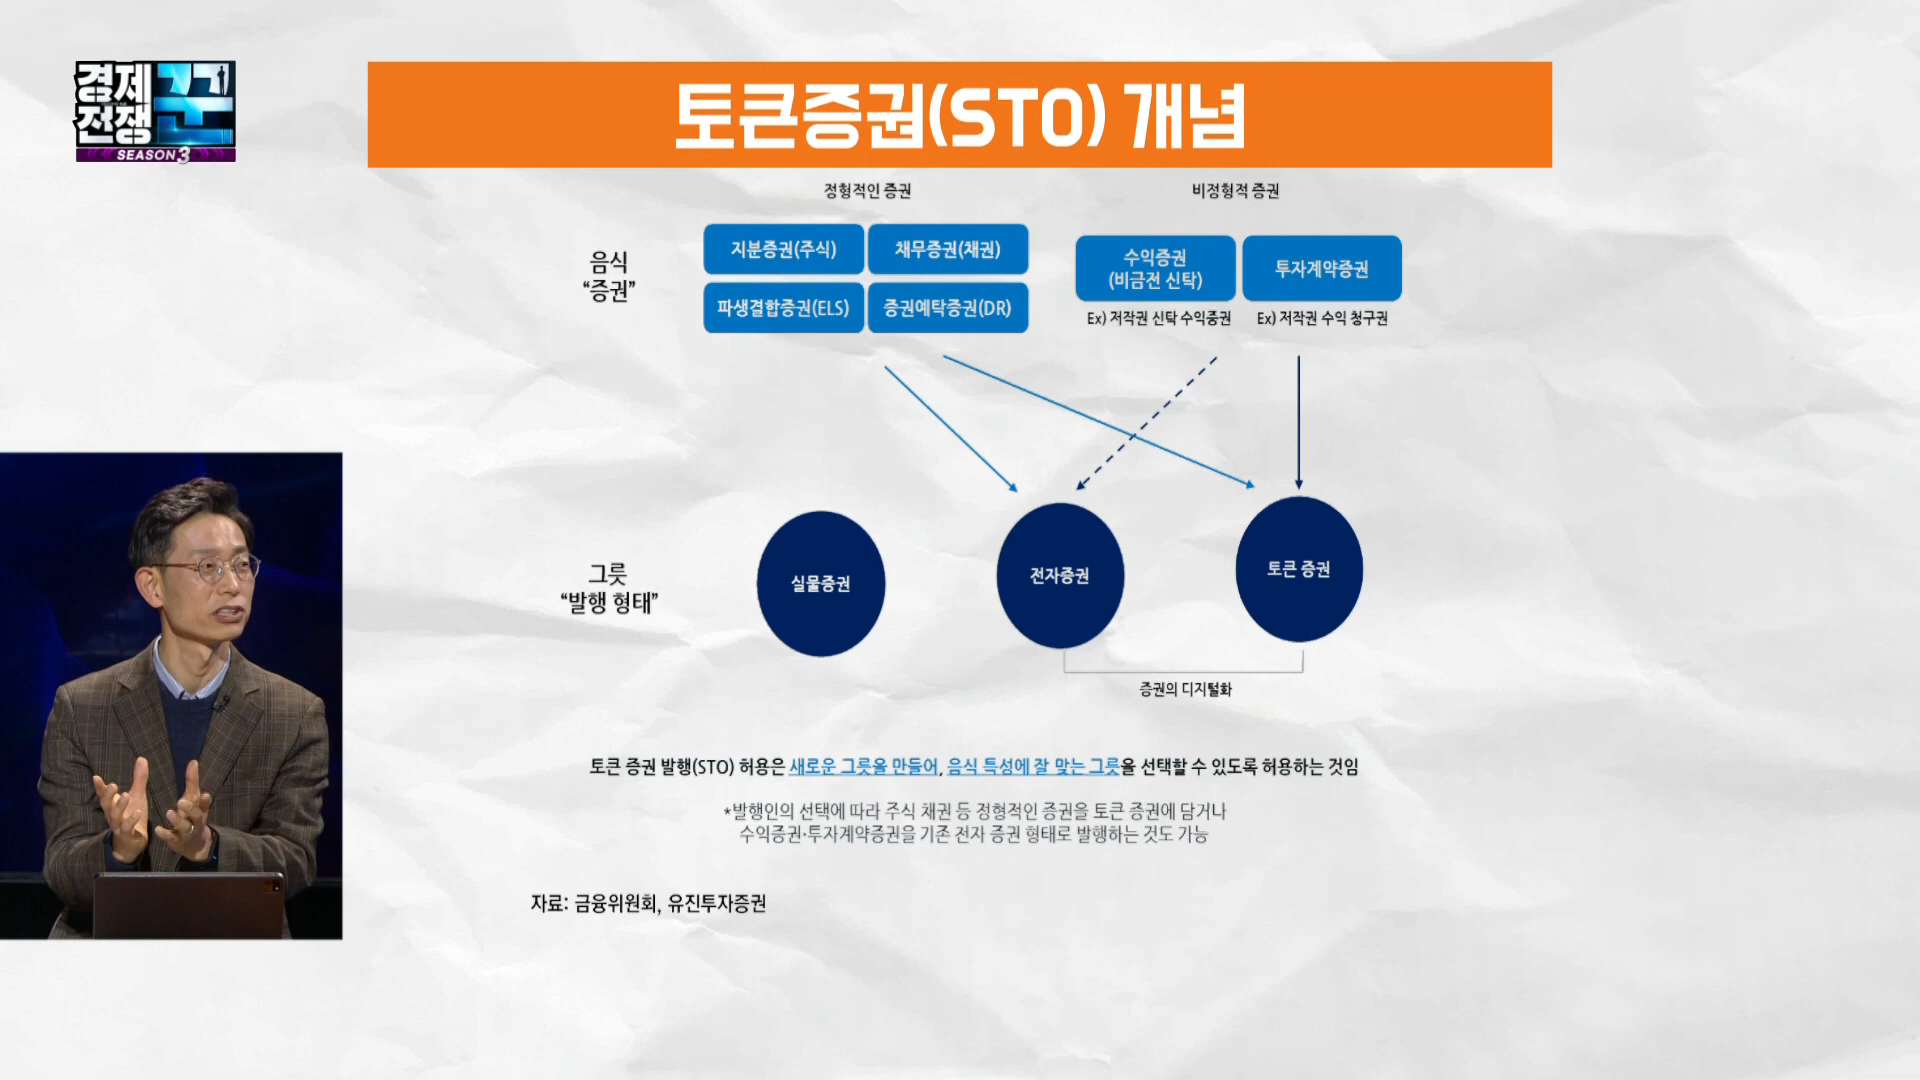 경제
전쟁 꾼
SEASON3
토큰증권(STO) 개념
정형적인 증권
비정형적 증권
음식
“증권”
지분증권(주식)
채무증권(채권)
파생결합증권(ELS)
증권예탁증권(DR)
수익증권
(비금전 신탁)
투자계약증권
Ex) 저작권 신탁 수익증권
Ex) 저작권 수익 청구권
그릇
“발행 형태”
실물증권
전자증권
토큰 증권
증권의 디지털화
토큰 증권 발행(STO) 허용은 새로운 그릇을 만들어, 음식 특성에 잘 맞는 그릇을 선택할 수 있도록 허용하는 것임
*발행인의 선택에 따라 주식 채권 등 정형적인 증권을 토큰 증권에 담거나
수익증권·투자계약증권을 기존 전자 증권 형태로 발행하는 것도 가능
자료: 금융위원회, 유진투자증권